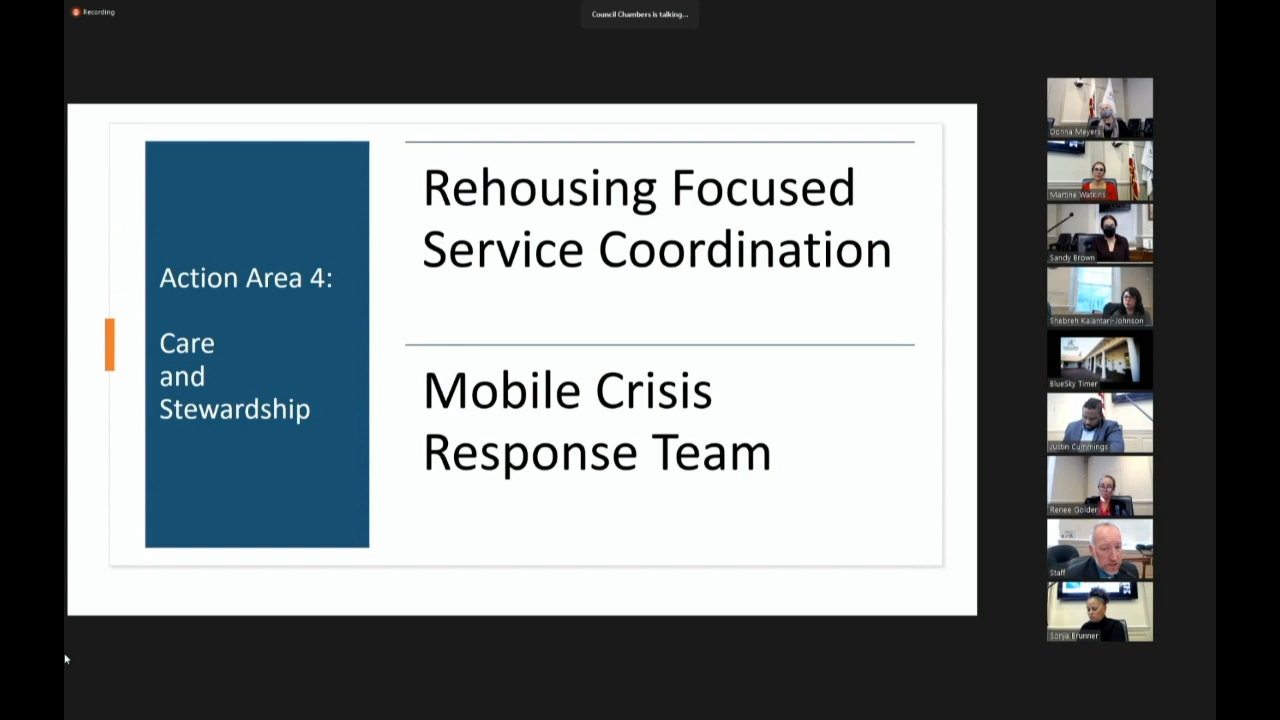 Recording
Council Chambers is talking...
Action Area 4:
Care
and
Stewardship
Rehousing Focused
Service Coordination
Mobile Crisis
Response Team
Donna Meyers
Martine Watkins
Sandy Brown
Shebreh Kalantari-Johnson
BlueSky Timer
Justin Cummings
Renee Golder
Staff
Sonja Brunner